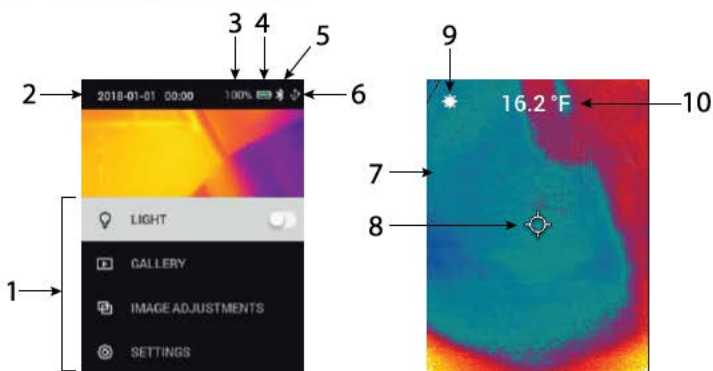 3 4 5
2 2018-01-01 00:00 100% 6
LIGHT
GALLERY
1
IMAGE ADJUSTMENTS
SETTINGS
9
16.2 °F 10
7
8